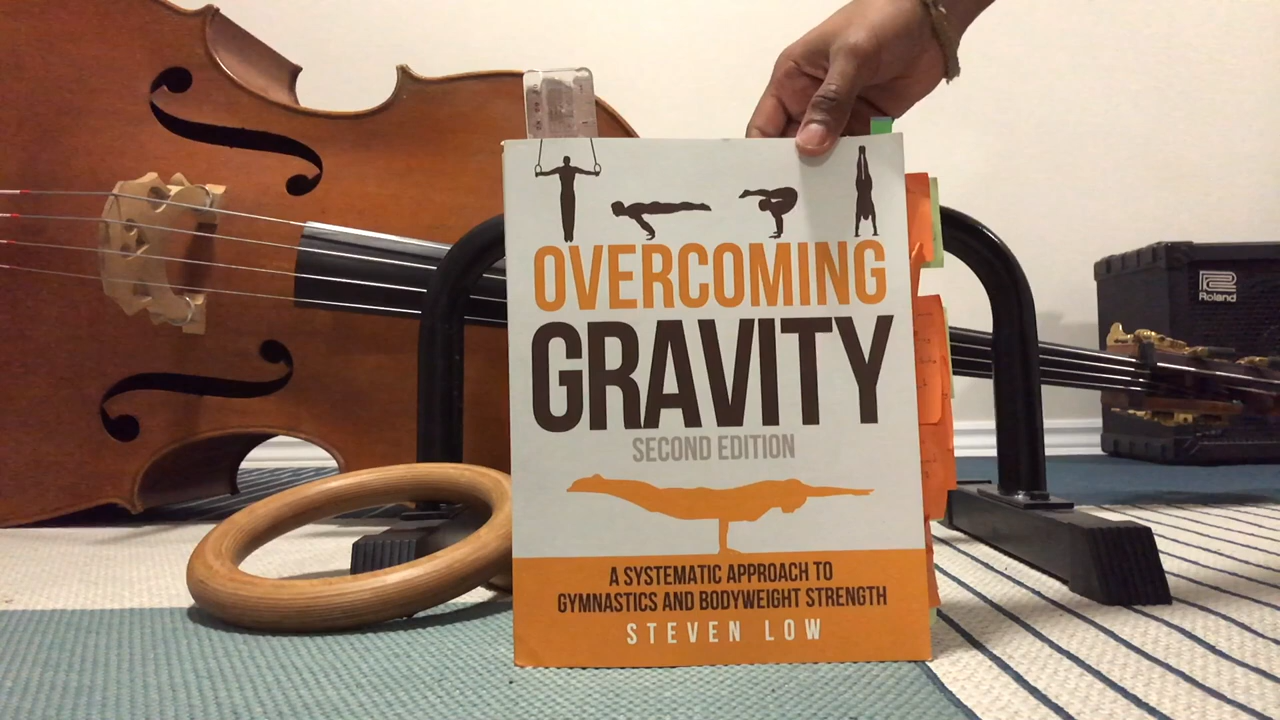 OVERCOMING
GRAVITY
SECOND EDITION
A SYSTEMATIC APPROACH TO
GYMNASTICS AND BODYWEIGHT STRENGTH
STEVEN LOW
Roland